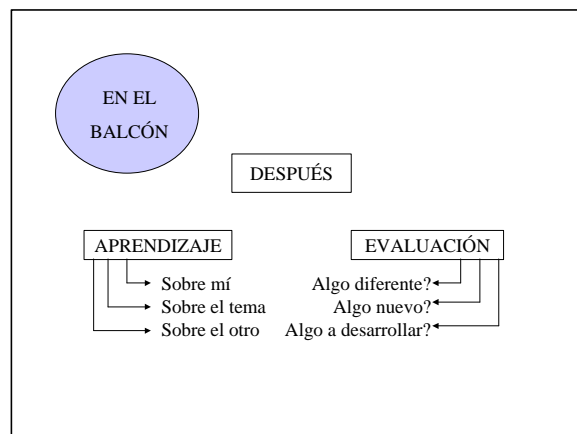 EN EL
BALCÓN
DESPUÉS
APRENDIZAJE
Sobre mí
Sobre el tema
Sobre el otro
EVALUACIÓN
Algo diferente?
Algo nuevo?
Algo a desarrollar?